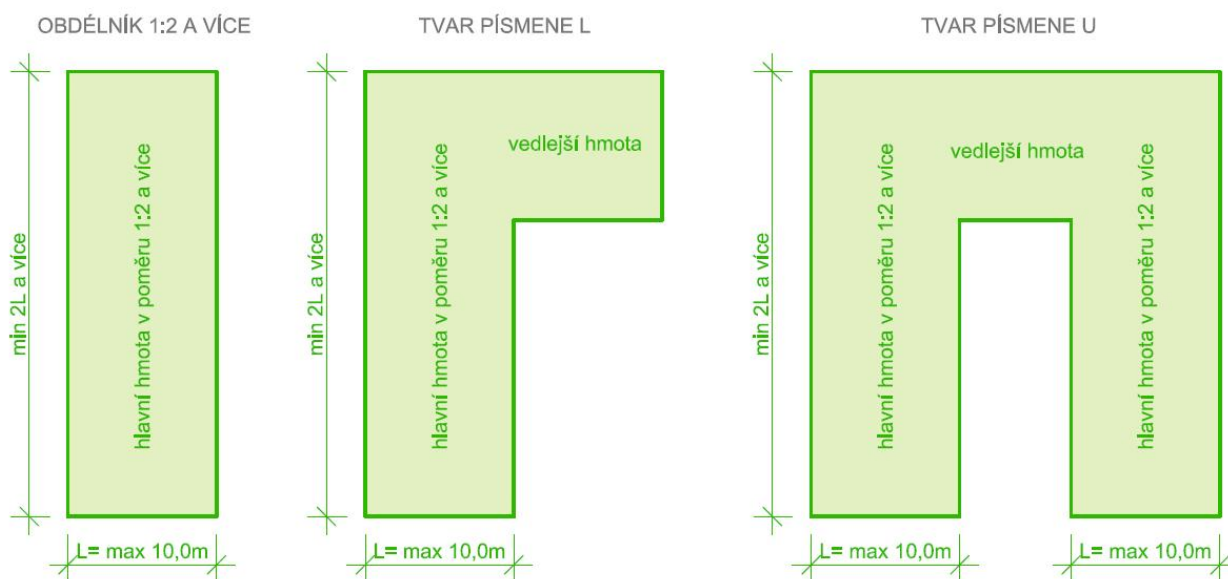 OBDÉLNÍK 1:2 A VÍCE
TVAR PÍSMENE L
TVAR PÍSMENE U
min 2L a více
hlavní hmota v poměru 1:2 a více
L= max 10,0m
min 2L a více
hlavní hmota v poměru 1:2 a více
vedlejší hmota
L= max 10,0m
min 2L a více
hlavní hmota v poměru 1:2 a více
vedlejší hmota
hlavní hmota v poměru 1:2 a více
L= max 10,0m
L= max 10,0m